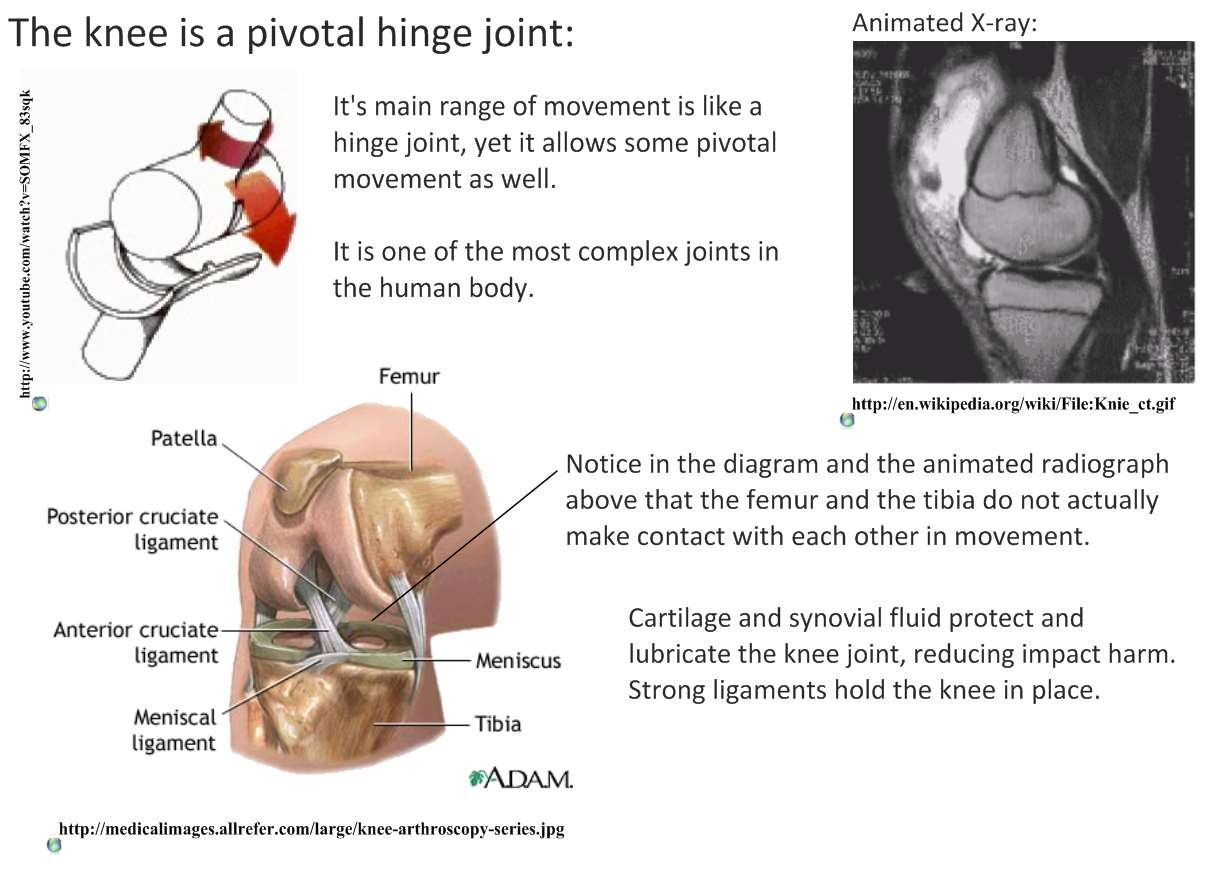 The knee is a pivotal hinge joint:
Animated X-ray:
http://www.youtube.com/watch?v=SOMFX_83sqk
It's main range of movement is like a
hinge joint, yet it allows some pivotal
movement as well.
It is one of the most complex joints in
the human body.
http://en.wikipedia.org/wiki/File:Knie_ct.gif
Femur
Patella
Posterior cruciate
ligament
Anterior cruciate
ligament
Meniscus
Meniscal
ligament
Tibia
ADAM.
Notice in the diagram and the animated radiograph
above that the femur and the tibia do not actually
make contact with each other in movement.
Cartilage and synovial fluid protect and
lubricate the knee joint, reducing impact harm.
Strong ligaments hold the knee in place.
http://medicalimages.allrefer.com/large/knee-arthroscopy-series.jpg